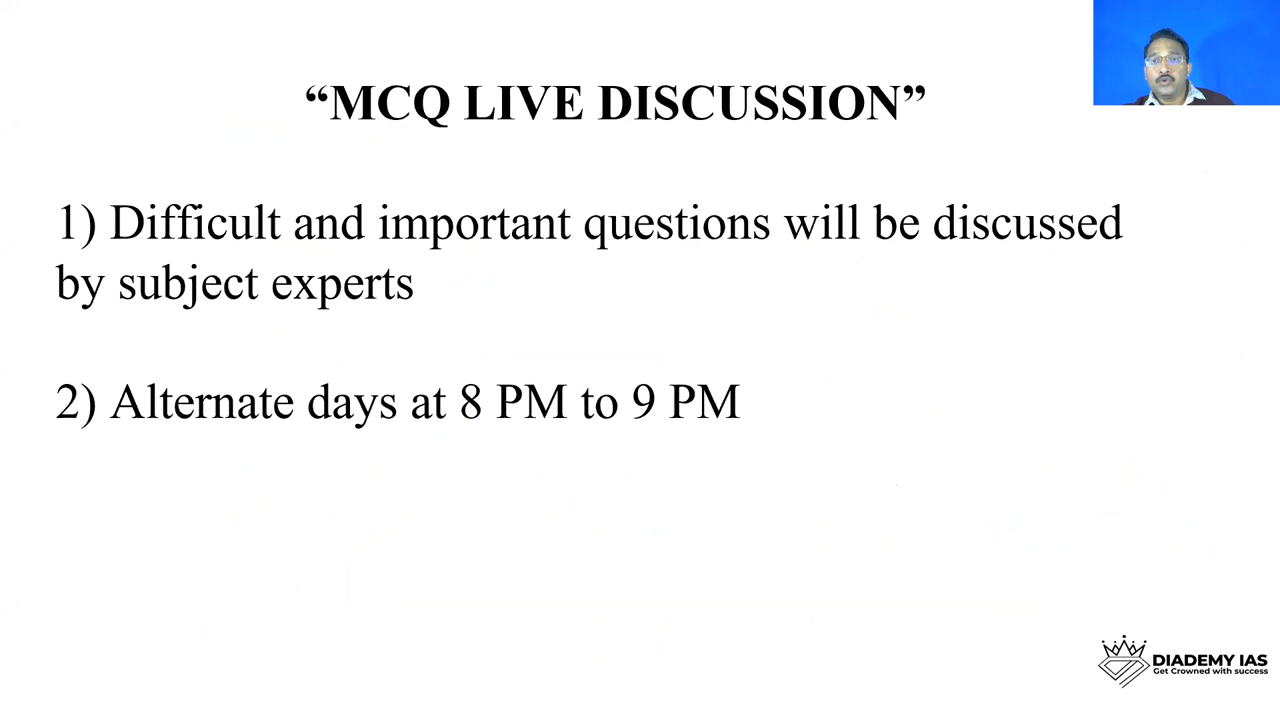 “MCQ LIVE DISCUSSION”
1) Difficult and important questions will be discussed
by subject experts
2) Alternate days at 8 PM to 9 PM
DIADEMY IAS
Get Crowned with success